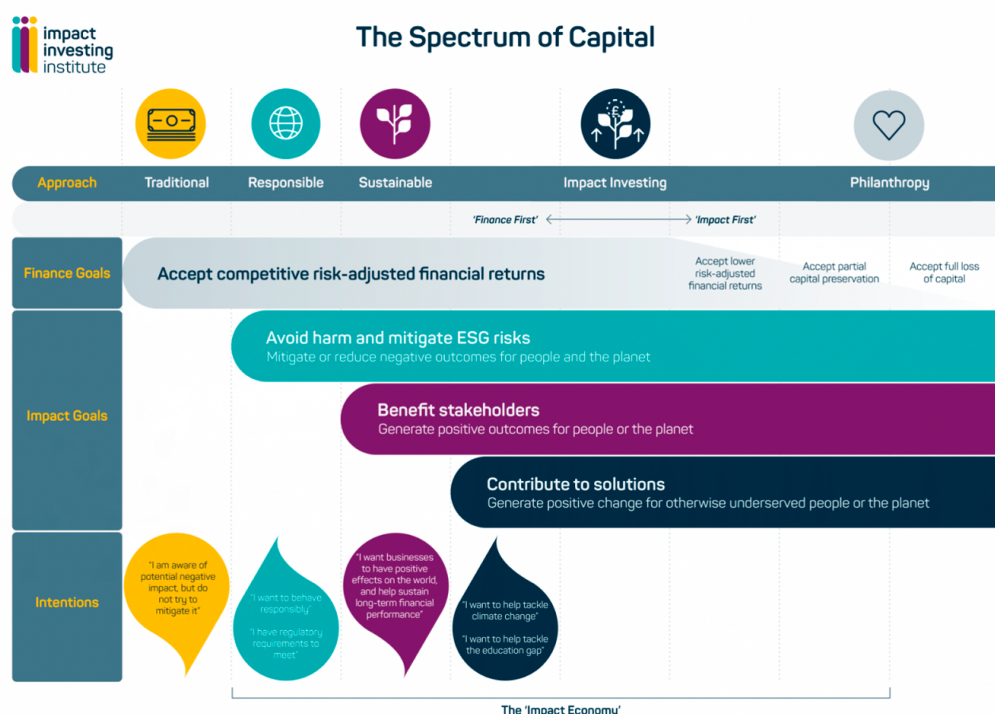 impact
investing
institute
The Spectrum of Capital
£
Approach
Traditional
Responsible
Sustainable
Impact Investing
Philanthropy
'Finance First'
'Impact First'
Finance Goals
Accept competitive risk-adjusted financial returns
Accept lower
risk-adjusted
financial returns
Accept partial
capital preservation
Accept full loss
of capital
Impact Goals
Avoid harm and mitigate ESG risks
Mitigate or reduce negative outcomes for people and the planet
Benefit stakeholders
Generate positive outcomes for people or the planet
Contribute to solutions
Generate positive change for otherwise underserved people or the planet
Intentions
"I am aware of
potential negative
impact, but do
not try to
mitigate it"
"I want to behave
responsibly"
"I have regulatory
requirements to
meet"
"I want businesses
to have positive
effects on the world,
and help sustain
long-term financial
performance"
"I want to help tackle
climate change"
"I want to help tackle
the education gap"
The 'Impact Economy'